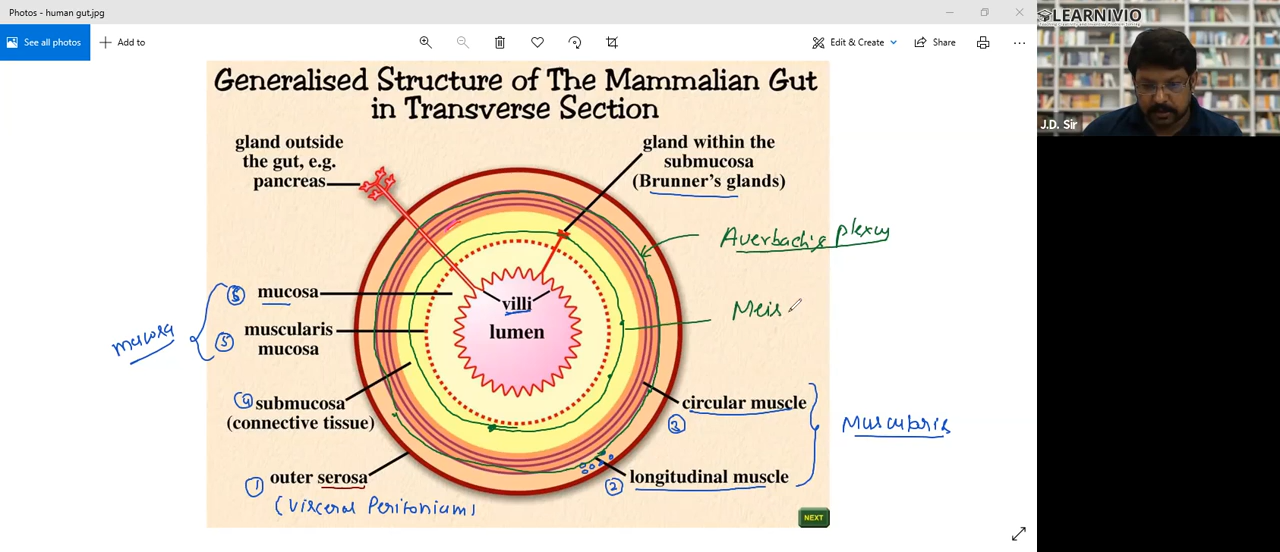 Photos - human gut.jpg
LEARNIVIO
See all photos
Add to
Edit & Create
Share
J.D. Sir
Generalised Structure of The Mammalian Gut
in Transverse Section
gland outside
the gut, e.g.
pancreas
gland within the
submucosa
(Brunner's glands)
Auerbach's plexus
⑥ mucosa
villi
Meis
lumen
muscularis
⑤ mucosa
mucosa
④ submucosa
(connective tissue)
circular muscle
③
Muscularis
① outer serosa
(Visceral Peritonium)
longitudinal muscle
②
NEXT